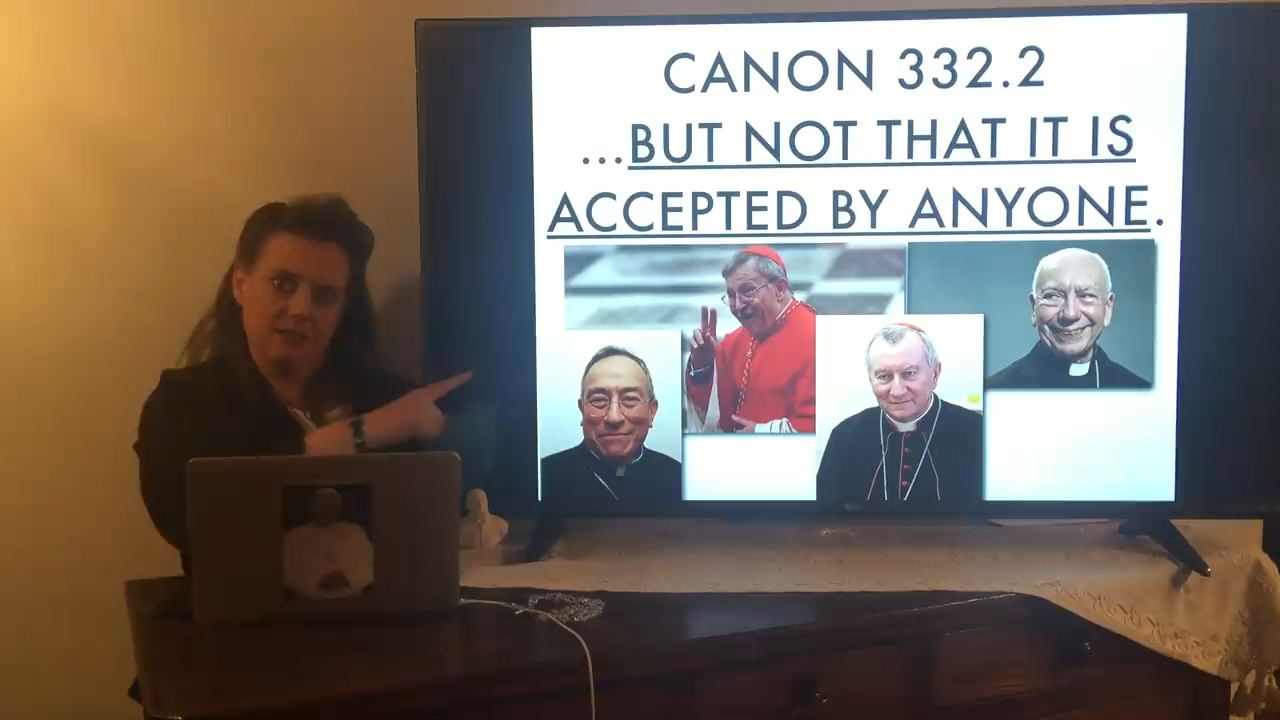 CANON 332.2
...BUT NOT THAT IT IS
ACCEPTED BY ANYONE.